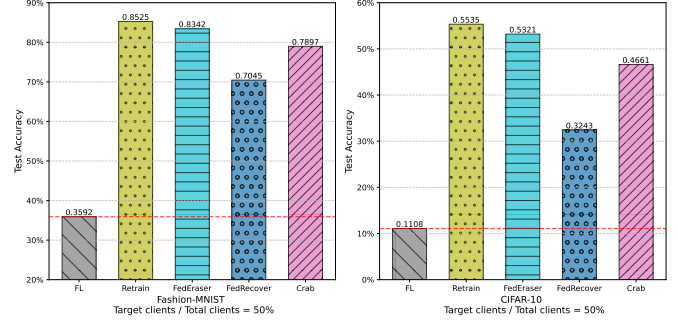 90%
80%
70%
60%
50%
40%
30%
20%
Test Accuracy
0.3592
0.8525
0.8342
0.7045
0.7897
FL
Retrain
FedEraser
FedRecover
Crab
Fashion-MNIST
Target clients / Total clients = 50%
60%
50%
40%
30%
20%
10%
0%
Test Accuracy
0.1108
0.5535
0.5321
0.3243
0.4661
FL
Retrain
FedEraser
FedRecover
Crab
CIFAR-10
Target clients / Total clients = 50%